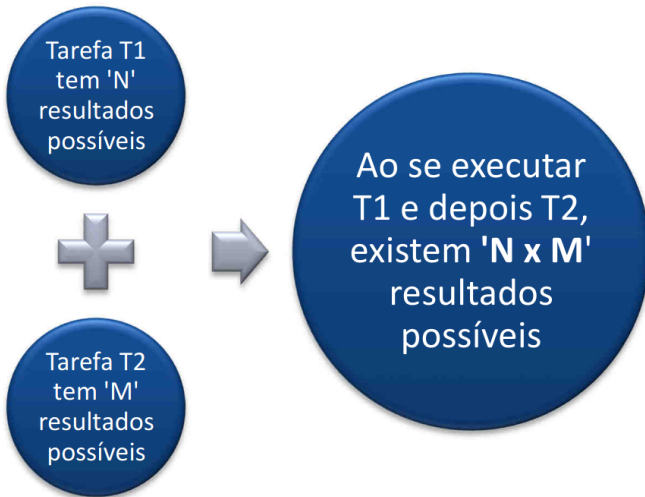 Tarefa T1
tem 'N'
resultados
possíveis
Tarefa T2
tem 'M'
resultados
possíveis
Ao se executar
T1 e depois T2,
existem 'N x M'
resultados
possíveis